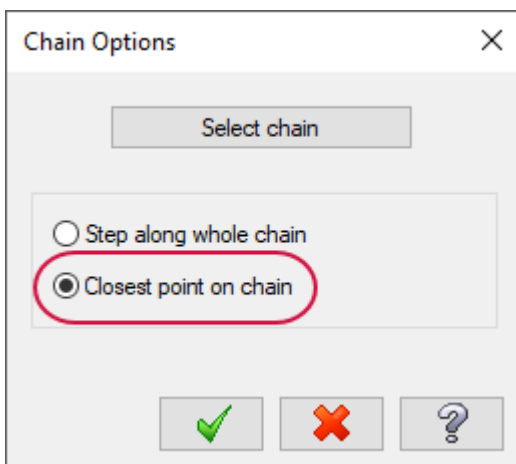 Chain Options
Select chain
Step along whole chain
Closest point on chain